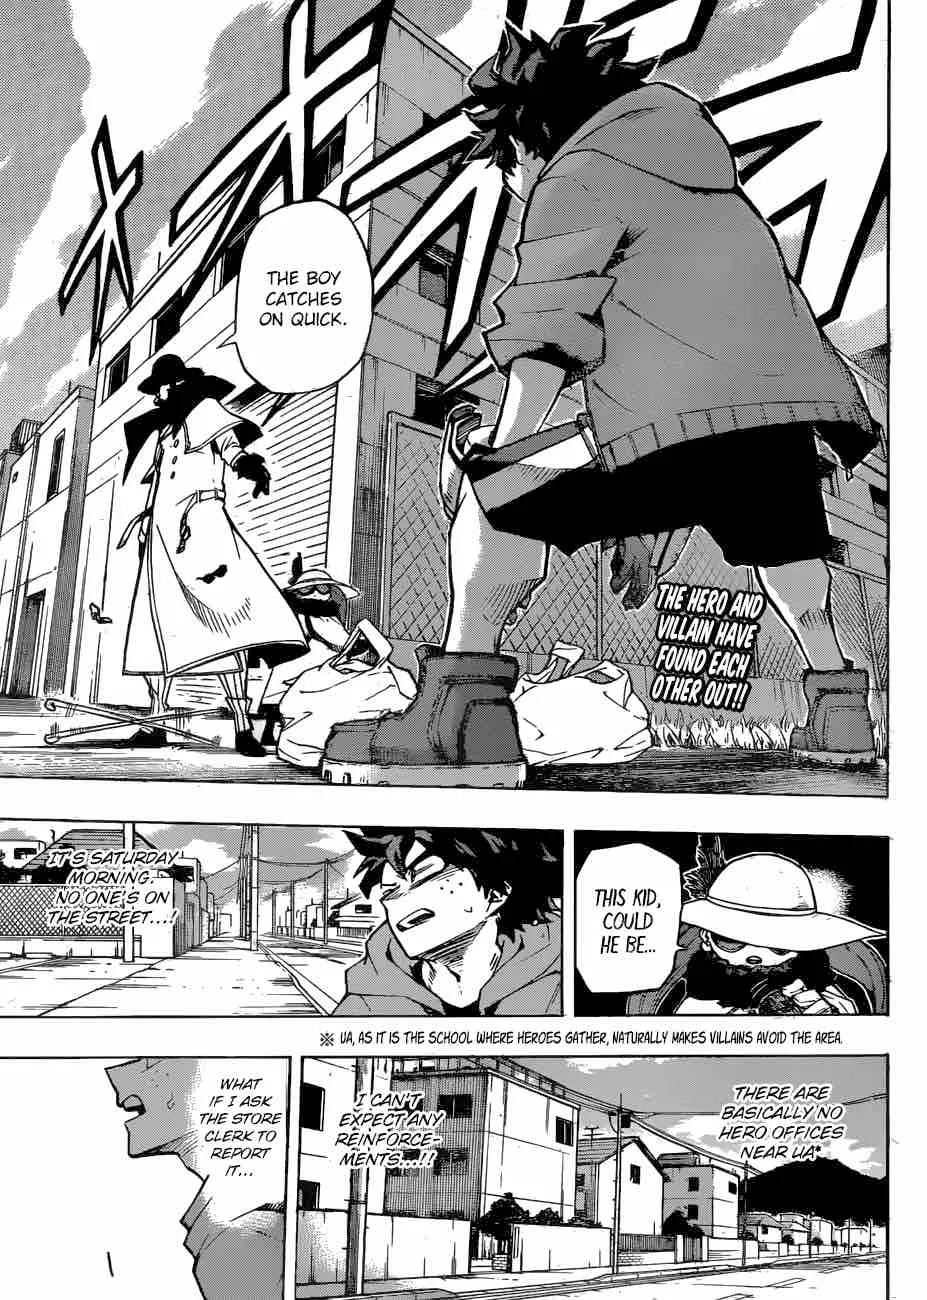 THE BOY
CATCHES
ON QUICK.
THE HERO AND
VILLAIN HAVE
FOUND EACH
OTHER OUT!!
THIS KID,
COULD
HE BE...
IT'S SATURDAY
MORNING.
NO ONE'S ON
THE STREET...!
※ UA, AS IT IS THE SCHOOL WHERE HEROES GATHER, NATURALLY MAKES VILLAINS AVOID THE AREA.
THERE ARE
BASICALLY NO
HERO OFFICES
NEAR UA*
I CAN'T
EXPECT ANY
REINFORCE-
MENTS...!!
WHAT
IF I ASK
THE STORE
CLERK TO
REPORT
IT...